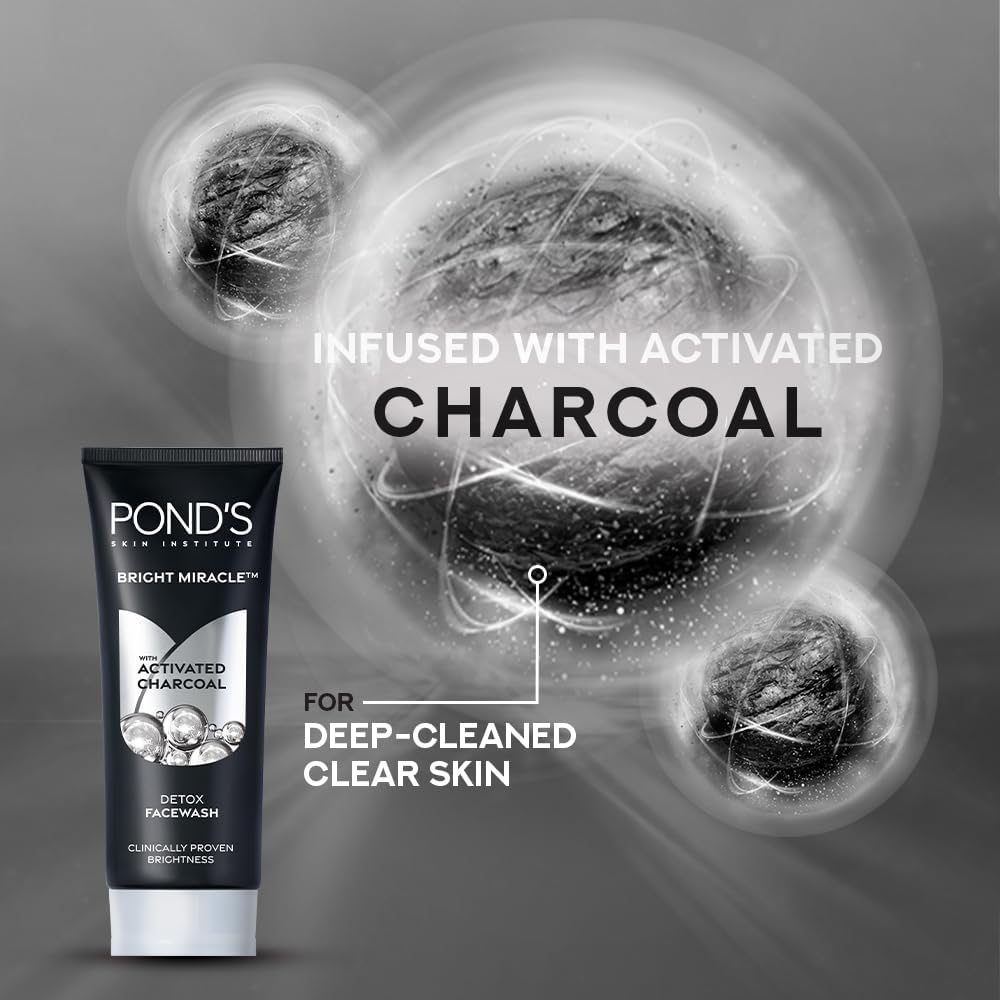 INFUSED WITH ACTIVATED
CHARCOAL
POND'S
SKIN INSTITUTE
BRIGHT MIRACLE™
WITH
ACTIVATED
CHARCOAL
DETOX
FACEWASH
CLINICALLY PROVEN
BRIGHTNESS
FOR
DEEP-CLEANED
CLEAR SKIN